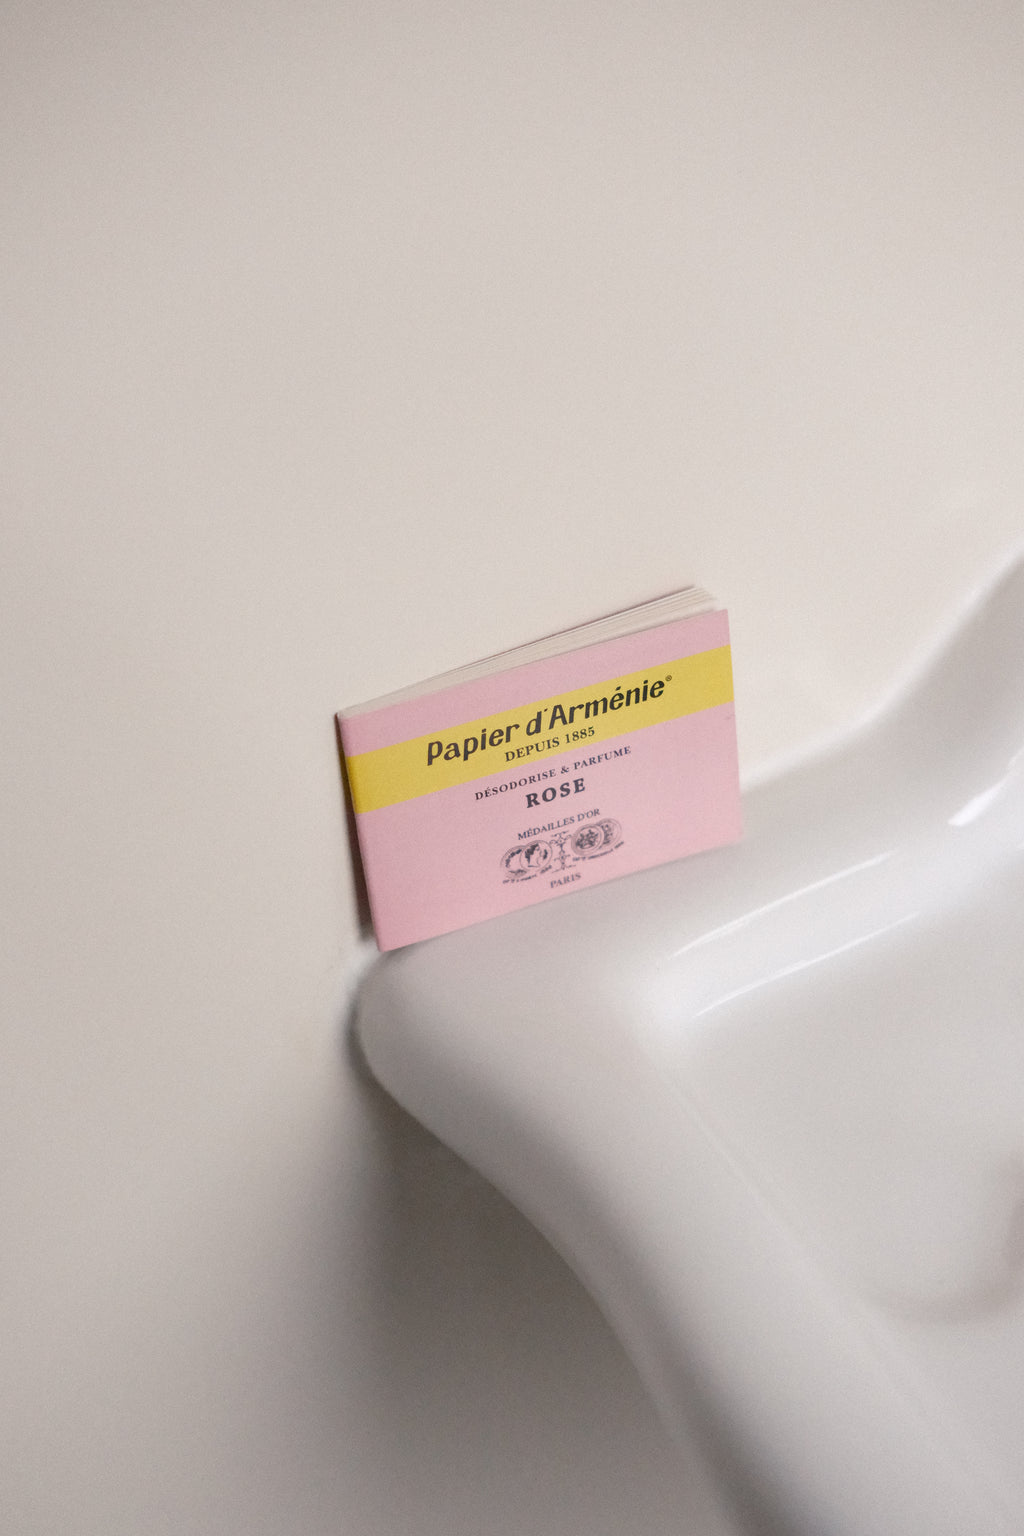 Papier d'Arménie®
DEPUIS 1885
DÉSODORISE & PARFUME
ROSE
MÉDAILLES D'OR
PARIS